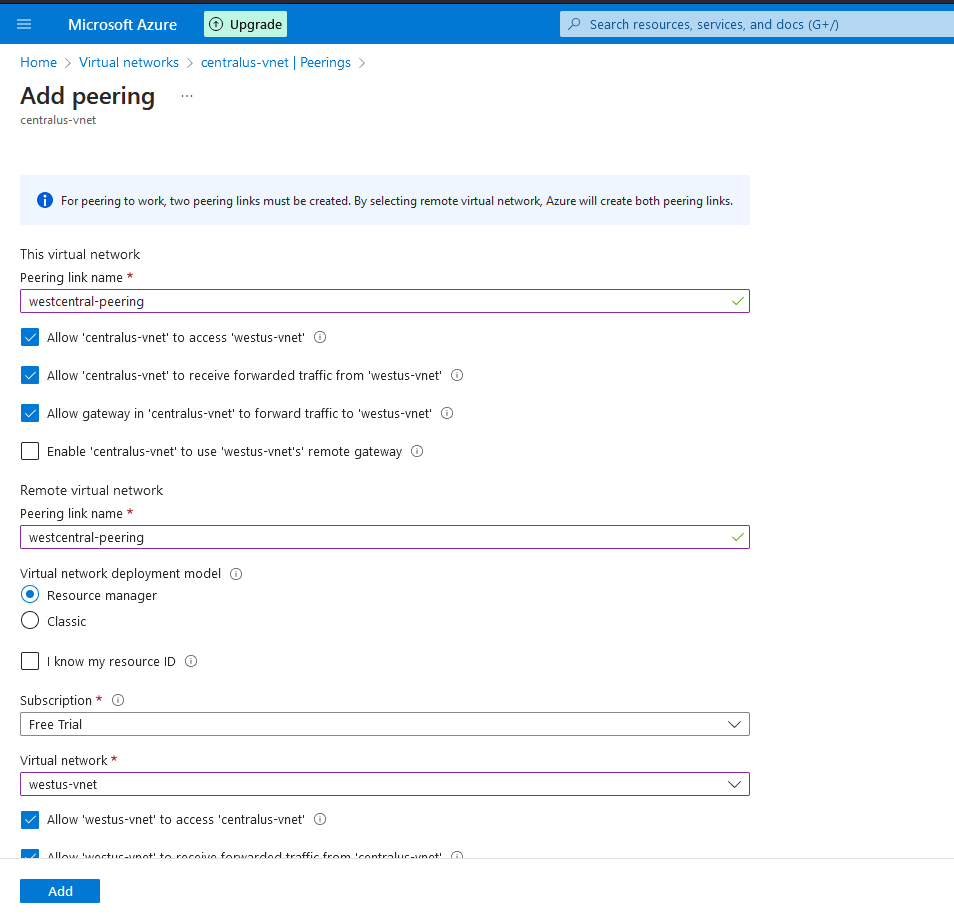 Microsoft Azure
Upgrade
Search resources, services, and docs (G+/)
Home > Virtual networks > centralus-vnet | Peerings >
Add peering ...
centralus-vnet
For peering to work, two peering links must be created. By selecting remote virtual network, Azure will create both peering links.
This virtual network
Peering link name *
westcentral-peering
Allow 'centralus-vnet' to access 'westus-vnet'
Allow 'centralus-vnet' to receive forwarded traffic from 'westus-vnet'
Allow gateway in 'centralus-vnet' to forward traffic to 'westus-vnet'
Enable 'centralus-vnet' to use 'westus-vnet's' remote gateway
Remote virtual network
Peering link name *
westcentral-peering
Virtual network deployment model
Resource manager
Classic
I know my resource ID
Subscription *
Free Trial
Virtual network *
westus-vnet
Allow 'westus-vnet' to access 'centralus-vnet'
Allow 'westus-vnet' to receive forwarded traffic from 'centralus-vnet'
Add